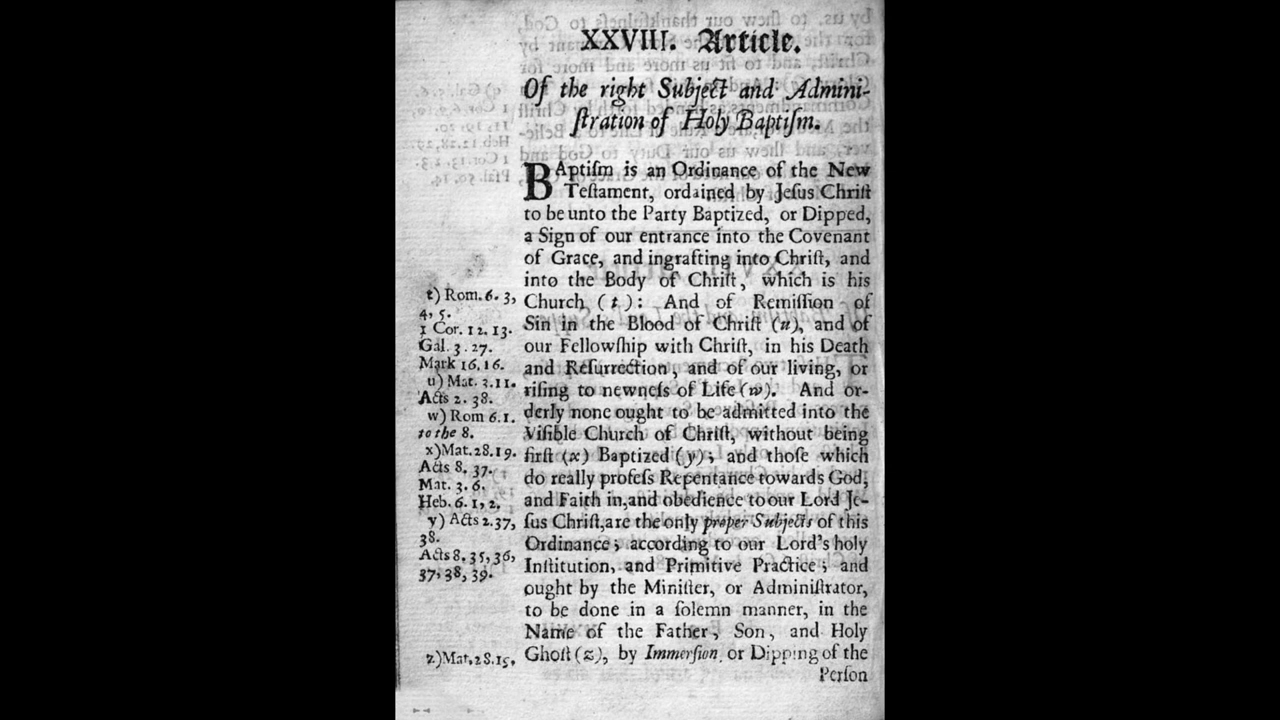 XXVIII. Article.
Of the right Subject and Admini-
ſtration of Holy Baptiſm.
BAptiſm is an Ordinance of the New
Teſtament, ordained by Jeſus Chriſt
to be unto the Party Baptized, or Dipped,
a Sign of our entrance into the Covenant
of Grace, and ingrafting into Chriſt, and
into the Body of Chriſt, which is his
Church (t): And of Remiſſion of
Sin in the Blood of Chriſt (u), and of
our Fellowſhip with Chriſt, in his Death
and Reſurrection, and of our living, or
riſing to newneſs of Life (w). And or-
derly none ought to be admitted into the
Viſible Church of Chriſt, without being
firſt (x) Baptized (y); and thoſe which
do really profeſs Repentance towards God,
and Faith in, and obedience to our Lord Je-
ſus Chriſt, are the only proper Subjects of this
Ordinance; according to our Lord's holy
Inſtitution, and Primitive Practice; and
ought by the Miniſter, or Adminiſtrator,
to be done in a ſolemn manner, in the
Name of the Father, Son, and Holy
Ghoſt (z), by Immerſion or Dipping of the
Perſon
t) Rom. 6. 3,
4, 5.
1 Cor. 12. 13.
Gal. 3. 27.
Mark 16. 16.
u) Mat. 3. 11.
Acts 2. 38.
w) Rom 6. 1.
to the 8.
x) Mat. 28. 19.
Acts 8. 37.
Mat. 3. 6.
Heb. 6. 1, 2.
y) Acts 2. 37,
38.
Acts 8. 35, 36,
37, 38, 39.
z) Mat. 28. 15.